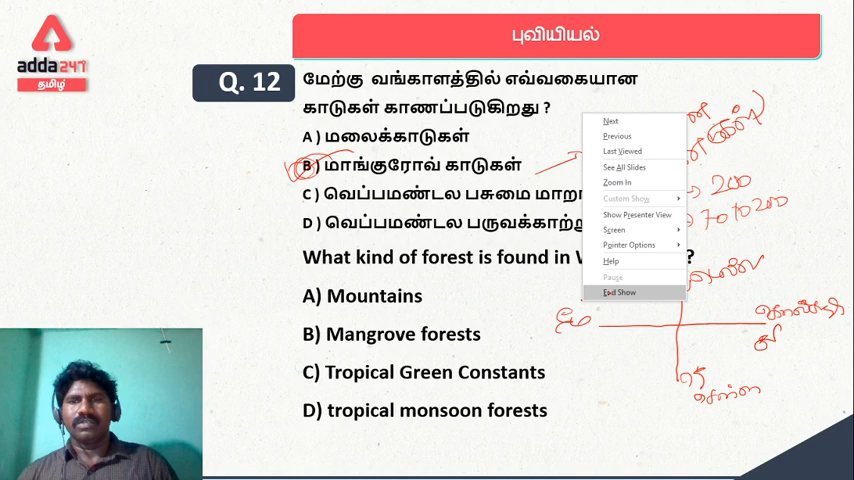 புவியியல்
adda247
தமிழ்
Q. 12
மேற்கு வங்காளத்தில் எவ்வகையான
காடுகள் காணப்படுகிறது ?
A ) மலைக்காடுகள்
B ) மாங்குரோவ் காடுகள்
C ) வெப்பமண்டல பசுமை
D ) வெப்பமண்டல
What kind of forest is found in
?
A) Mountains
B) Mangrove forests
C) Tropical Green Constants
D) tropical monsoon forests
Next
Previous
Last Viewed
See All Slides
Zoom In
Custom Show
Show Presenter View
Screen
Pointer Options
Help
Pause
End Show
200
70 to 200
மே